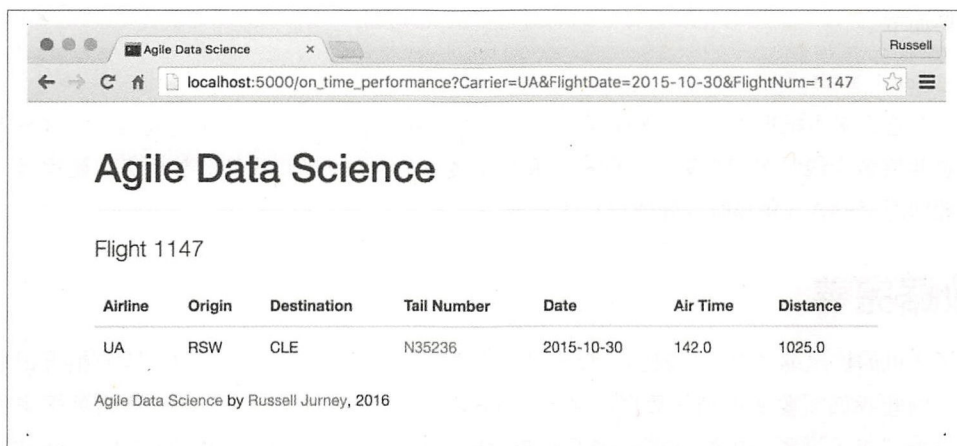 Agile Data Science
Russell
localhost:5000/on_time_performance?Carrier=UA&FlightDate=2015-10-30&FlightNum=1147
Agile Data Science
Flight 1147
Airline Origin Destination Tail Number Date Air Time Distance
UA RSW CLE N35236 2015-10-30 142.0 1025.0
Agile Data Science by Russell Jurney, 2016